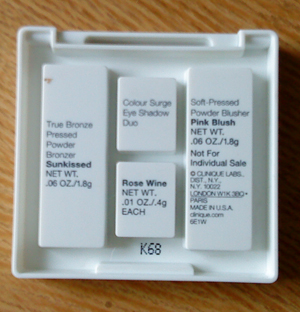 True Bronze
Pressed
Powder
Bronzer
Sunkissed
NET WT.
.06 OZ./1.8g
Colour Surge
Eye Shadow
Duo
Rose Wine
NET WT.
.01 OZ./.4g
EACH
Soft-Pressed
Powder Blusher
Pink Blush
NET WT.
.06 OZ./1.8g
Not For
Individual Sale
© CLINIQUE LABS.,
DIST., N.Y.,
N.Y. 10022
LONDON W1K 3BG•
PARIS
MADE IN U.S.A.
clinique.com
6E1W
K68